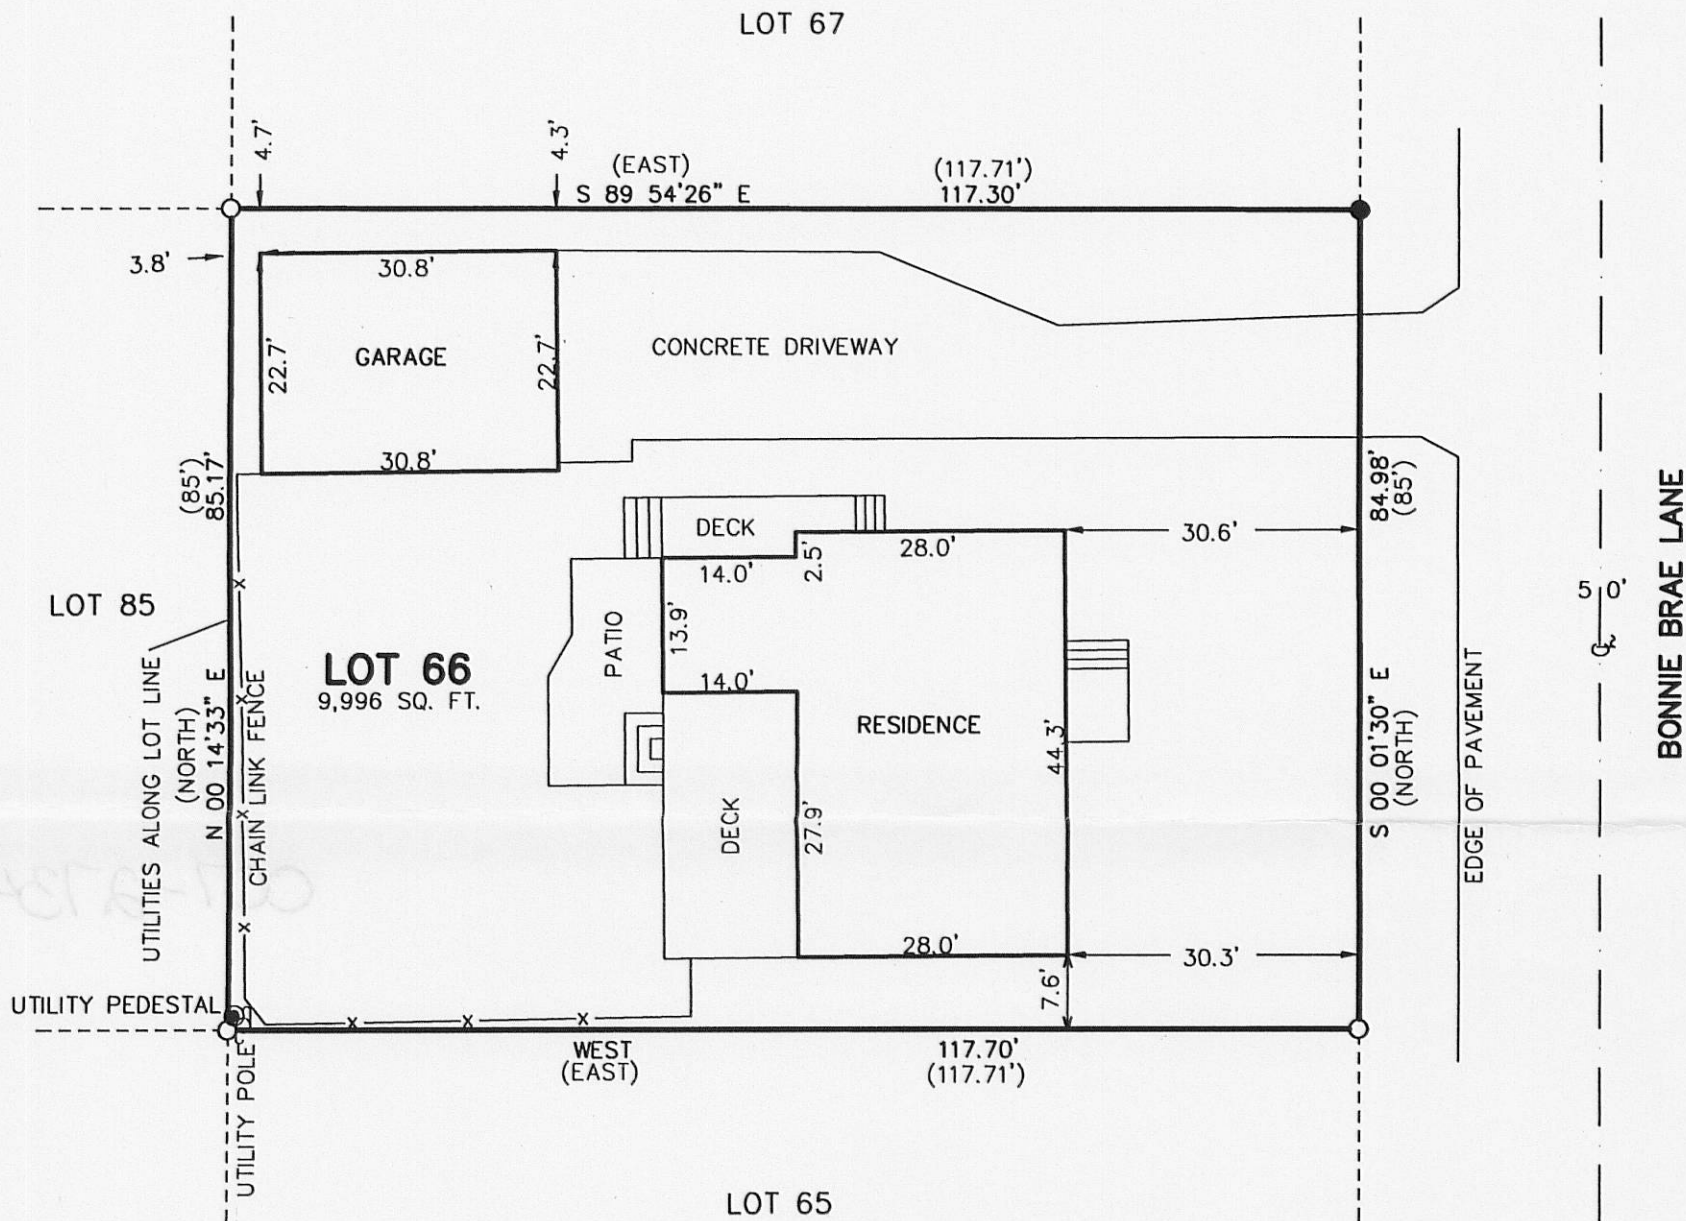 LOT 67
4.7'
4.3'
(EAST)
S 89 54'26" E
(117.71')
117.30'
3.8'
30.8'
22.7'
GARAGE
22.7'
30.8'
CONCRETE DRIVEWAY
(85')
85.17'
84.98'
(85')
DECK
28.0'
30.6'
14.0'
2.5'
LOT 85
PATIO
13.9'
14.0'
LOT 66
9,996 SQ. FT.
RESIDENCE
44.3'
UTILITIES ALONG LOT LINE
(NORTH)
N 00 14'33" E
CHAIN LINK FENCE
DECK
27.9'
S 00 01'30" E
(NORTH)
EDGE OF PAVEMENT
50'
BONNIE BRAE LANE
28.0'
30.3'
7.6'
UTILITY PEDESTAL
UTILITY POLE
WEST
(EAST)
117.70'
(117.71')
LOT 65